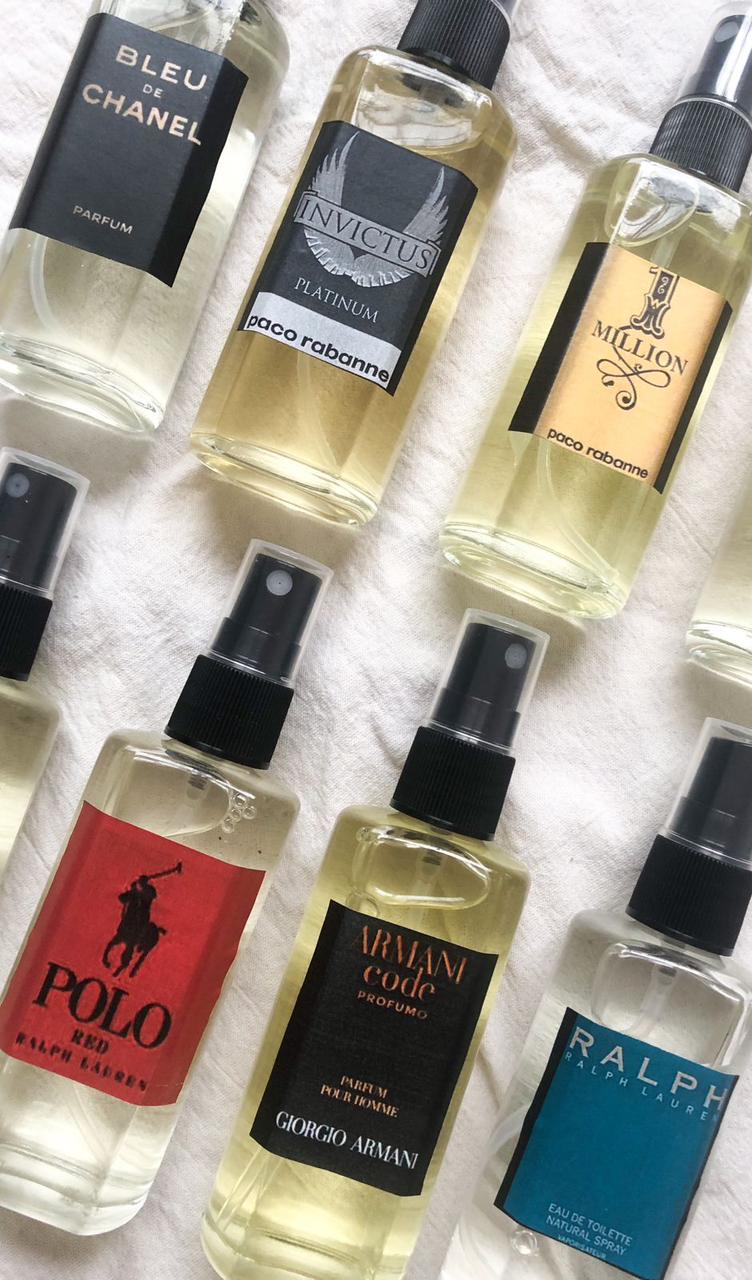 BLEU
DE
CHANEL
PARFUM
INVICTUS
PLATINUM
paco rabanne
1
MILLION
paco rabanne
POLO
RED
RALPH LAUREN
ARMANI
code
PROFUMO
PARFUM
POUR HOMME
GIORGIO ARMANI
RALPH
RALPH LAUREN
EAU DE TOILETTE
NATURAL SPRAY
VAPORISATEUR